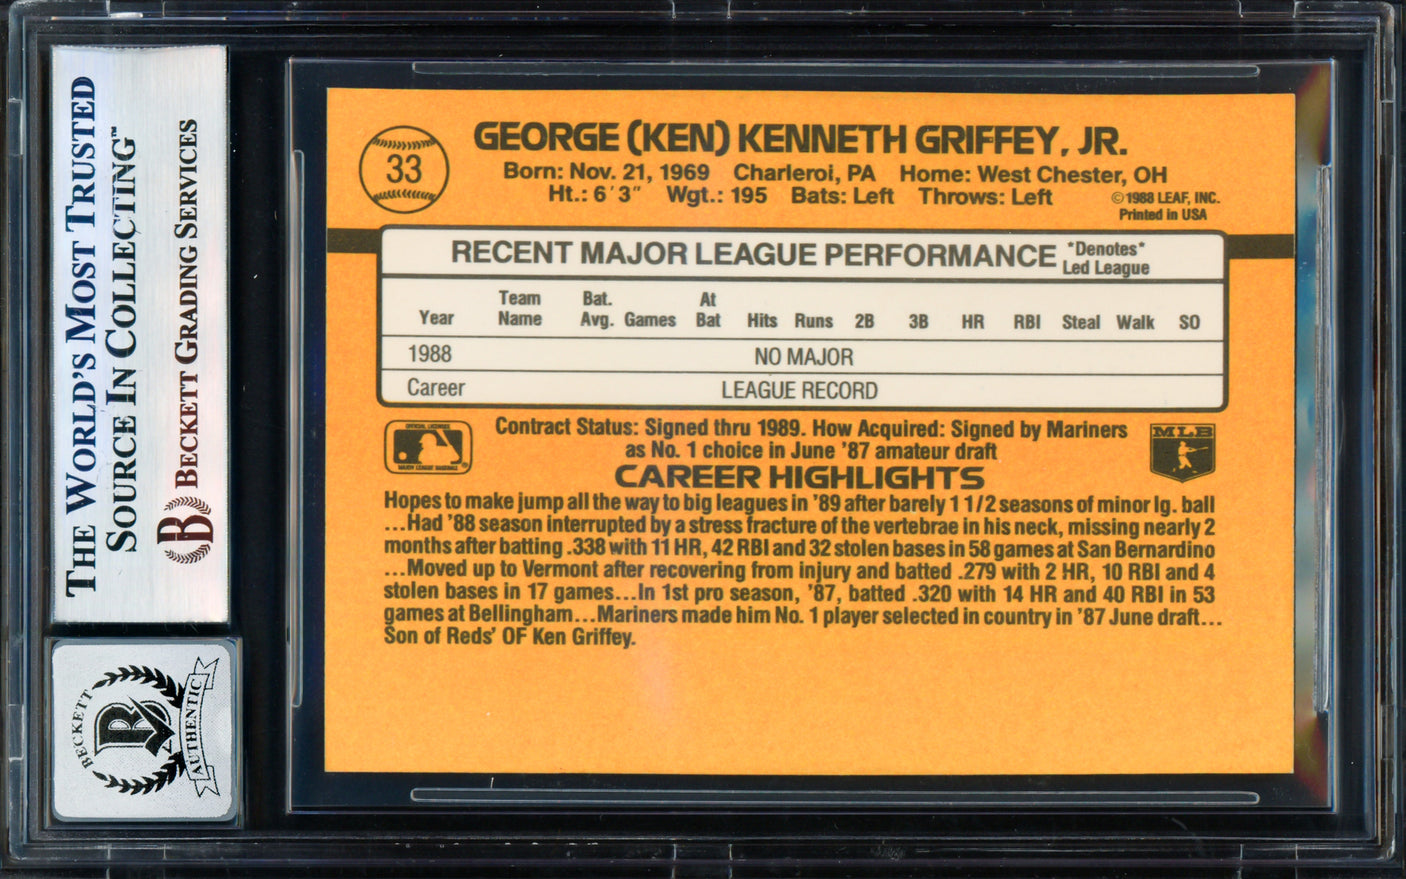 THE WORLD'S MOST TRUSTED
SOURCE IN COLLECTING™
BECKETT GRADING SERVICES
BECKETT
AUTHENTIC
33
GEORGE (KEN) KENNETH GRIFFEY, JR.
Born: Nov. 21, 1969 Charleroi, PA Home: West Chester, OH
Ht.: 6'3" Wgt.: 195 Bats: Left Throws: Left
©1988 LEAF, INC.
Printed in USA
RECENT MAJOR LEAGUE PERFORMANCE *Denotes* Led League
Year Team Name Bat. Avg. Games At Bat Hits Runs 2B 3B HR RBI Steal Walk SO
1988 NO MAJOR
Career LEAGUE RECORD
OFFICIAL LICENSEE
MAJOR LEAGUE BASEBALL
®
Contract Status: Signed thru 1989. How Acquired: Signed by Mariners
as No. 1 choice in June '87 amateur draft
MLB
CAREER HIGHLIGHTS
Hopes to make jump all the way to big leagues in '89 after barely 1 1/2 seasons of minor lg. ball
...Had '88 season interrupted by a stress fracture of the vertebrae in his neck, missing nearly 2
months after batting .338 with 11 HR, 42 RBI and 32 stolen bases in 58 games at San Bernardino
...Moved up to Vermont after recovering from injury and batted .279 with 2 HR, 10 RBI and 4
stolen bases in 17 games...In 1st pro season, '87, batted .320 with 14 HR and 40 RBI in 53
games at Bellingham...Mariners made him No. 1 player selected in country in '87 June draft...
Son of Reds' OF Ken Griffey.